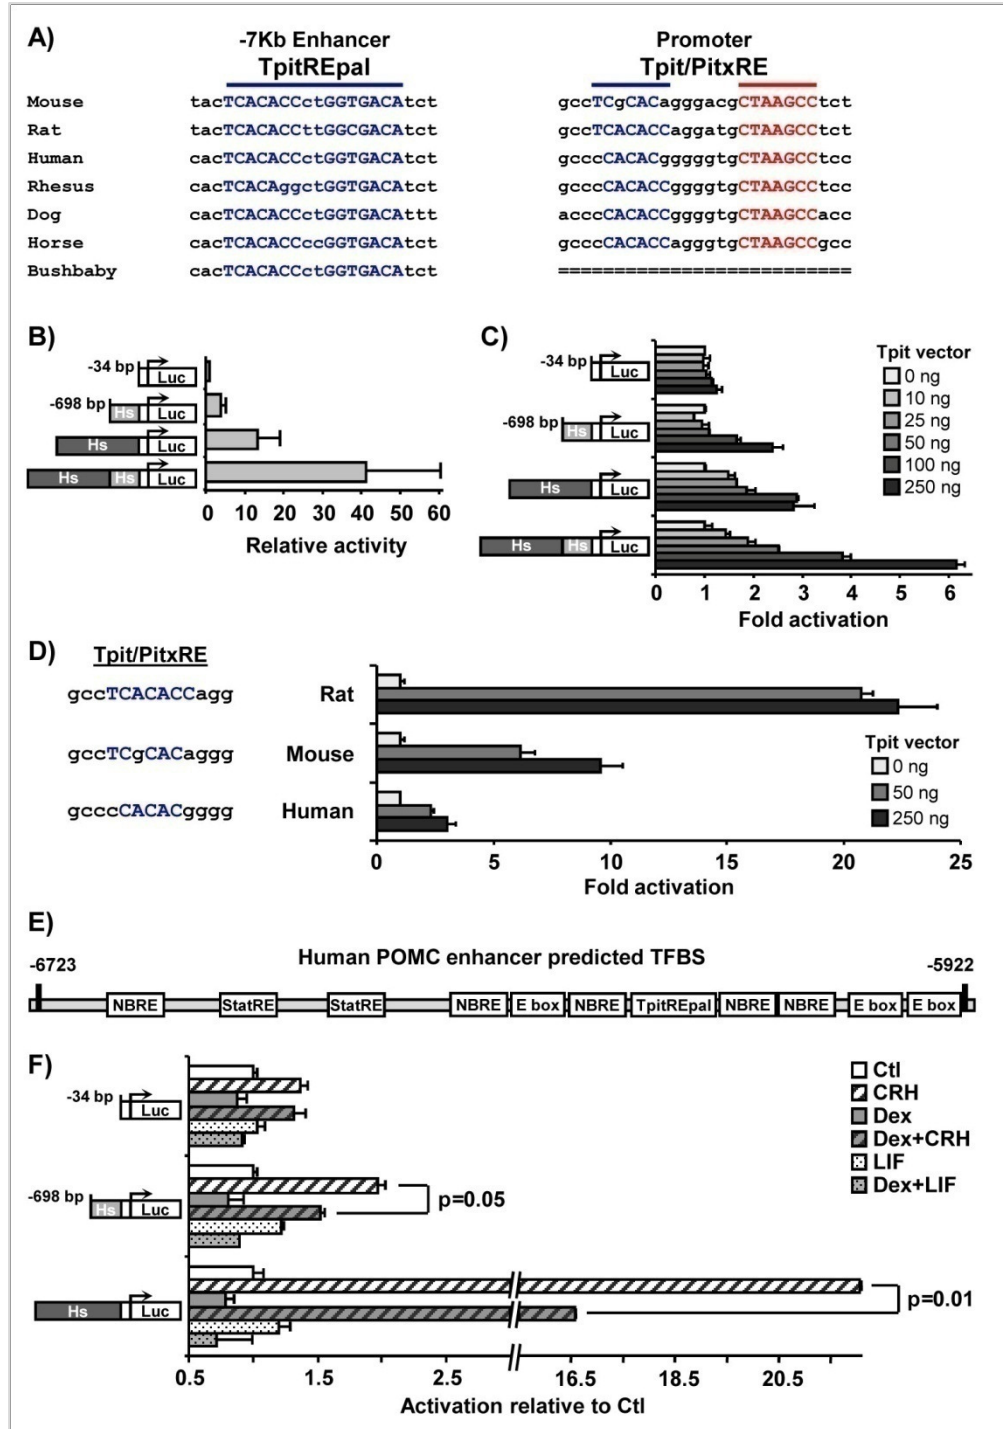 A)
-7Kb Enhancer Promoter
TpitREpal Tpit/PitxRE
Mouse tacTCACACCctGGTGACAtct gccTCgCACagggacgCTAAGCCtct
Rat tacTCACACCttGGCGACAtct gccTCACACCaggatgCTAAGCCtct
Human cacTCACACCctGGTGACAtct gcccCACACgggggtgCTAAGCCtcc
Rhesus cacTCACAggctGGTGACAtct gcccCACACCggggtgCTAAGCCtcc
Dog cacTCACACCctGGTGACAttt acccCACACCggggtgCTAAGCCacc
Horse cacTCACACCccGGTGACAtct gcccCACACCagggtgCTAAGCCgcc
Bushbaby cacTCACACCctGGTGACAtct ==========================
B)
-34 bp
Luc
-698 bp
Hs Luc
Hs Luc
Hs Hs Luc
0 10 20 30 40 50 60
Relative activity
C)
-34 bp
Luc
-698 bp
Hs Luc
Hs Luc
Hs Hs Luc
0 1 2 3 4 5 6
Fold activation
Tpit vector
0 ng
10 ng
25 ng
50 ng
100 ng
250 ng
D)
Tpit/PitxRE
gccTCACACCagg Rat
gccTCgCACaggg Mouse
gcccCACACgggg Human
Tpit vector
0 ng
50 ng
250 ng
0 5 10 15 20 25
Fold activation
E)
Human POMC enhancer predicted TFBS
-6723 -5922
NBRE StatRE StatRE NBRE E box NBRE TpitREpal NBRE NBRE E box E box
F)
-34 bp
Luc
-698 bp
Hs Luc
Hs Luc
p=0.05
p=0.01
Ctl
CRH
Dex
Dex+CRH
LIF
Dex+LIF
0.5 1.5 2.5 16.5 18.5 20.5
Activation relative to Ctl